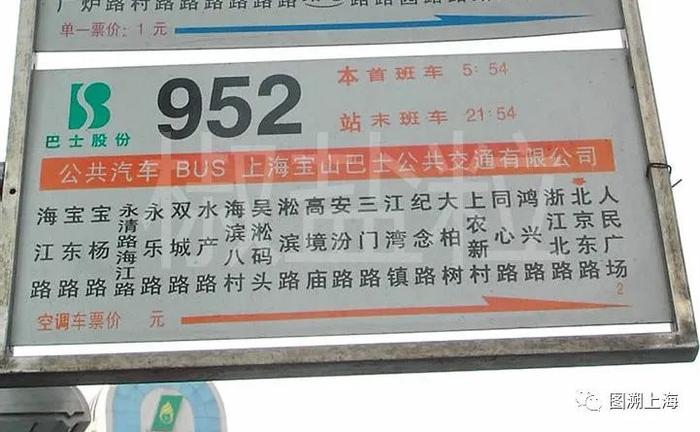 单一票价：1 元
巴士股份
952
本首班车 5：54
站末班车 21:54
公共汽车 BUS 上海宝山巴士公共交通有限公司
海江路
宝东路
宝杨路
永清路海江路
永乐路
双城路
水产路
海滨八村
吴淞码头
淞滨路
高境庙
安汾路
三门路
江湾镇
纪念路
大柏树
上农新村
同心路
鸿兴路
浙江北路
北京东路
人民广场
空调车票价 元
2
椒盐粒
图溯上海